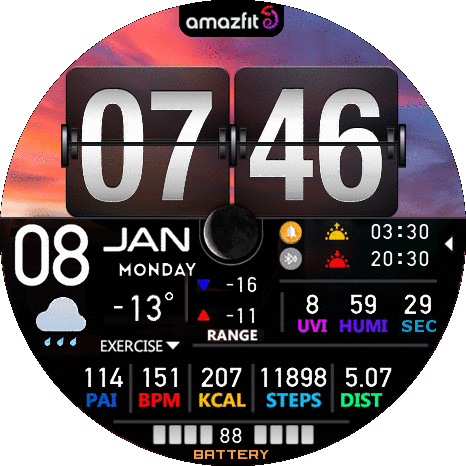 amazfit
07 46
08 JAN
MONDAY
03:30
20:30
-13°
-16
-11
RANGE
8 59 29
UVI HUMI SEC
EXERCISE
114 151 207 11898 5.07
PAI BPM KCAL STEPS DIST
88
BATTERY